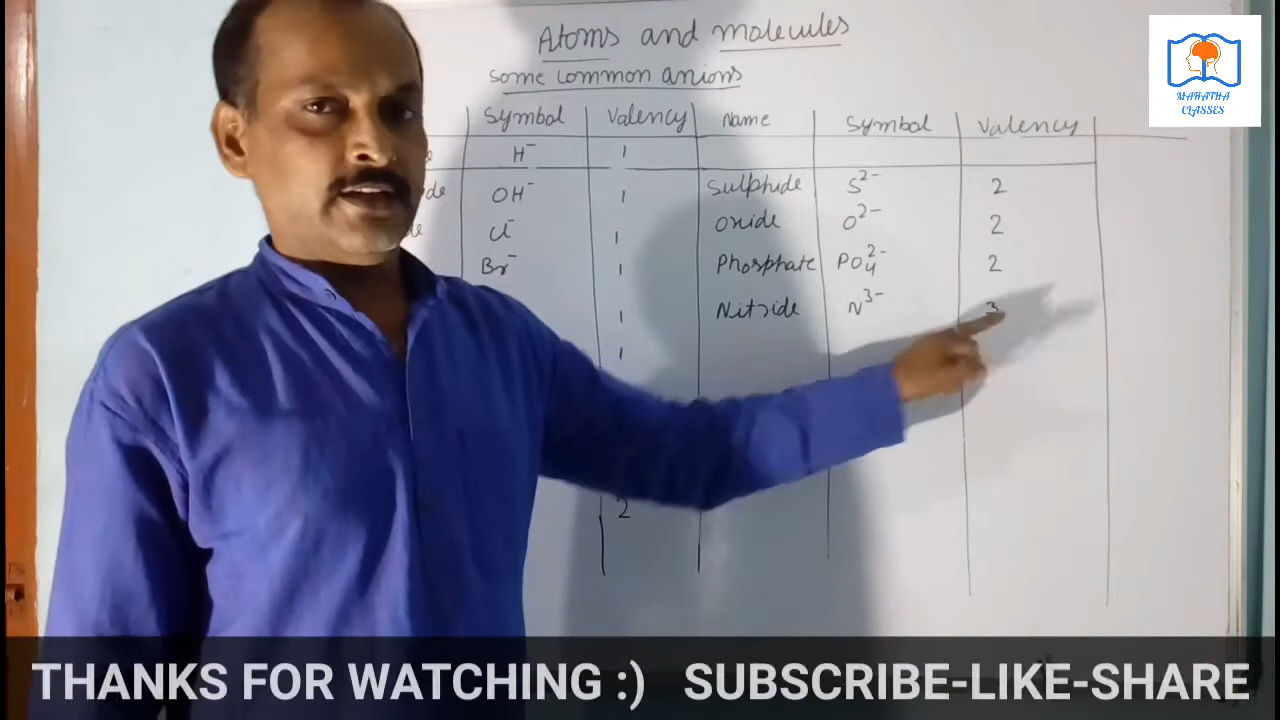 Atoms and molecules
some common anions
Symbol Valency Name Symbol Valency
H⁻ 1
OH⁻ 1 Sulphide S²⁻ 2
Cl⁻ 1 Oxide O²⁻ 2
Br⁻ 1 Phosphate PO₄²⁻ 2
1 Nitride N³⁻ 3
1
2
MAHATHA
CLASSES
THANKS FOR WATCHING :) SUBSCRIBE-LIKE-SHARE